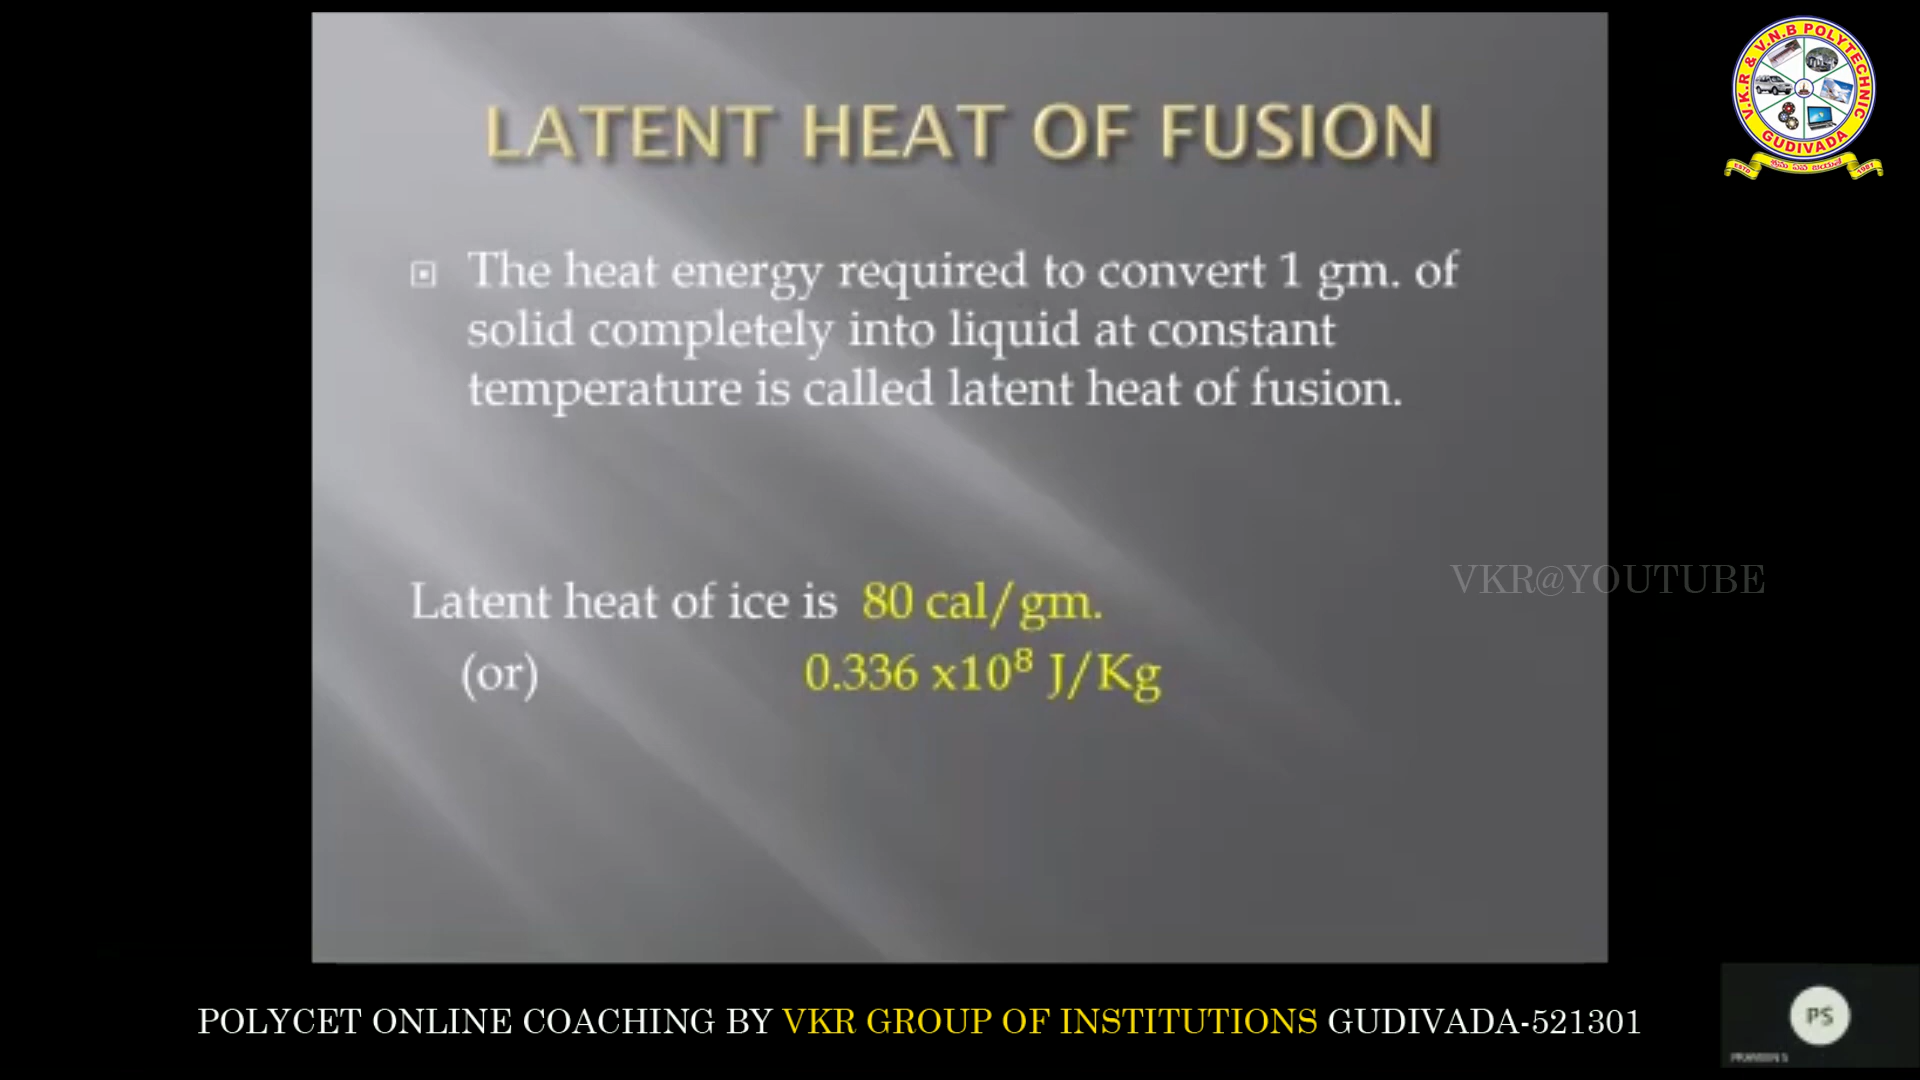 V.K.R & V.N.B POLYTECHNIC
GUDIVADA
ESTD
1981
LATENT HEAT OF FUSION
The heat energy required to convert 1 gm. of
solid completely into liquid at constant
temperature is called latent heat of fusion.
VKR@YOUTUBE
Latent heat of ice is 80 cal/gm.
(or) 0.336 x10⁸ J/Kg
POLYCET ONLINE COACHING BY VKR GROUP OF INSTITUTIONS GUDIVADA-521301
PS